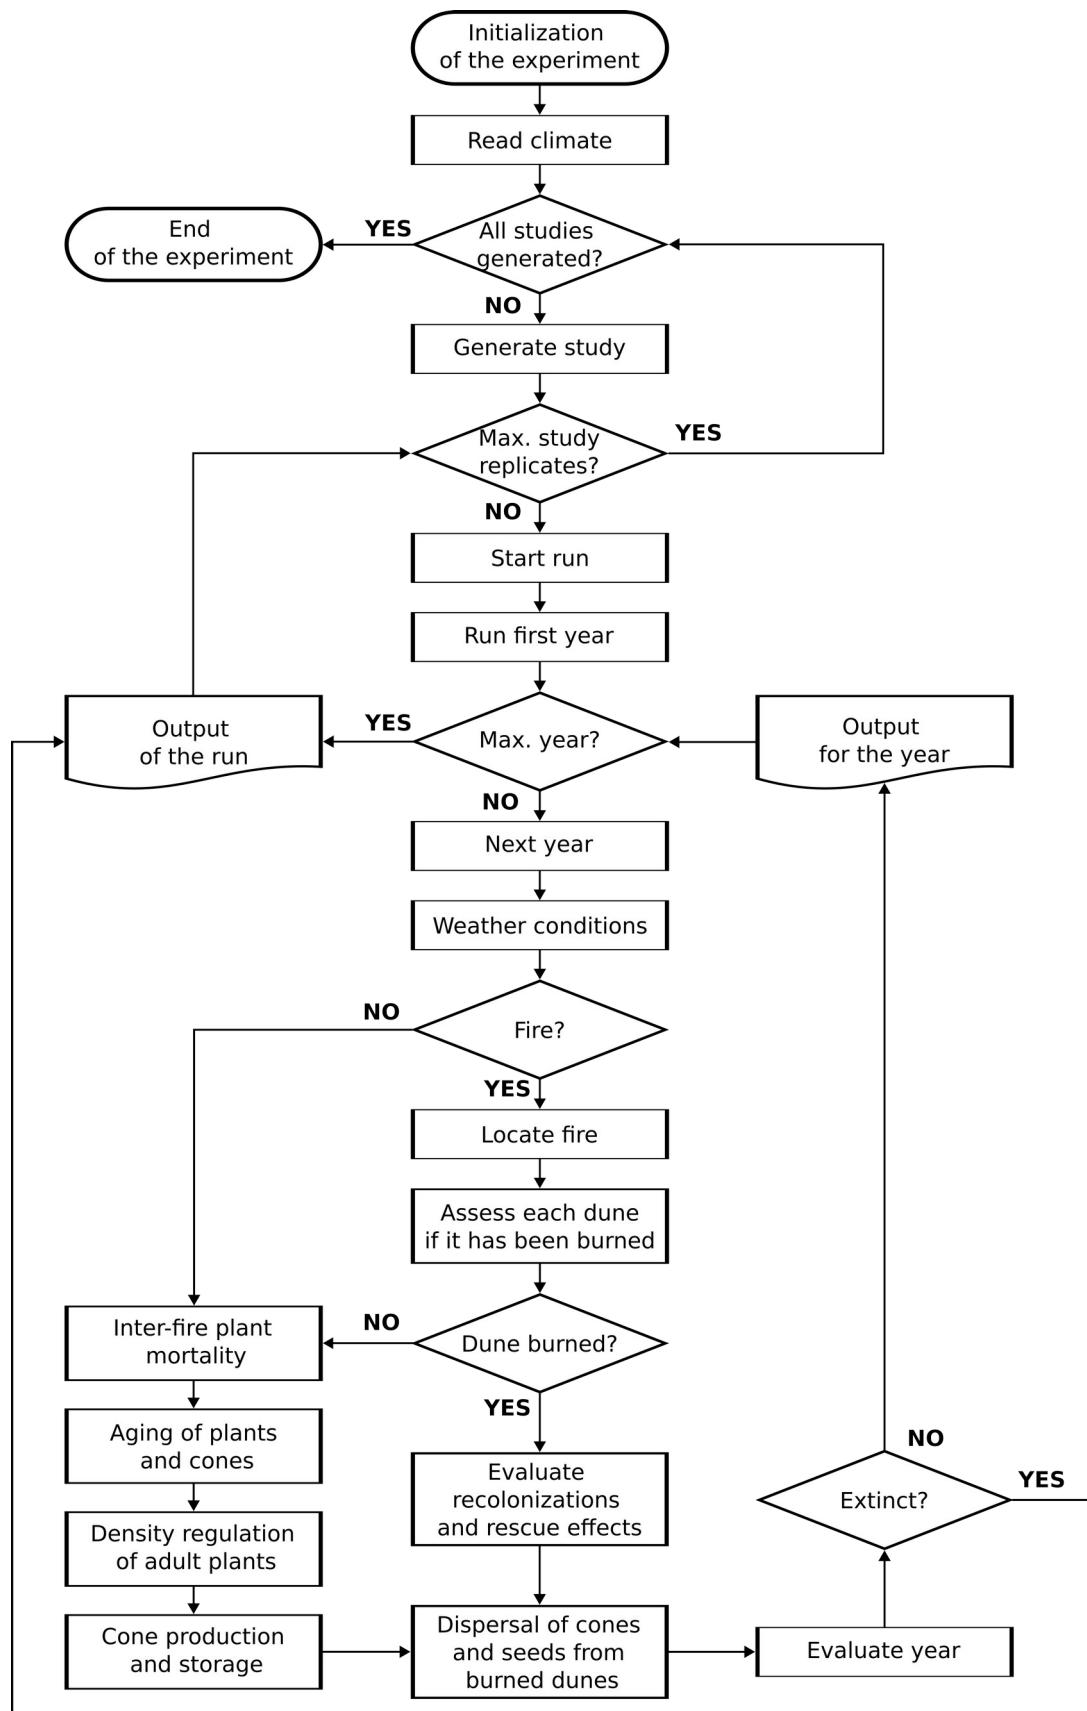 Initialization
of the experiment
Read climate
End
of the experiment
YES
All studies
generated?
NO
Generate study
Max. study
replicates?
YES
NO
Start run
Run first year
Output
of the run
YES
Max. year?
Output
for the year
NO
Next year
Weather conditions
NO
Fire?
YES
Locate fire
Assess each dune
if it has been burned
Inter-fire plant
mortality
NO
Dune burned?
YES
Aging of plants
and cones
Evaluate
recolonizations
and rescue effects
NO
Extinct?
YES
Density regulation
of adult plants
Cone production
and storage
Dispersal of cones
and seeds from
burned dunes
Evaluate year